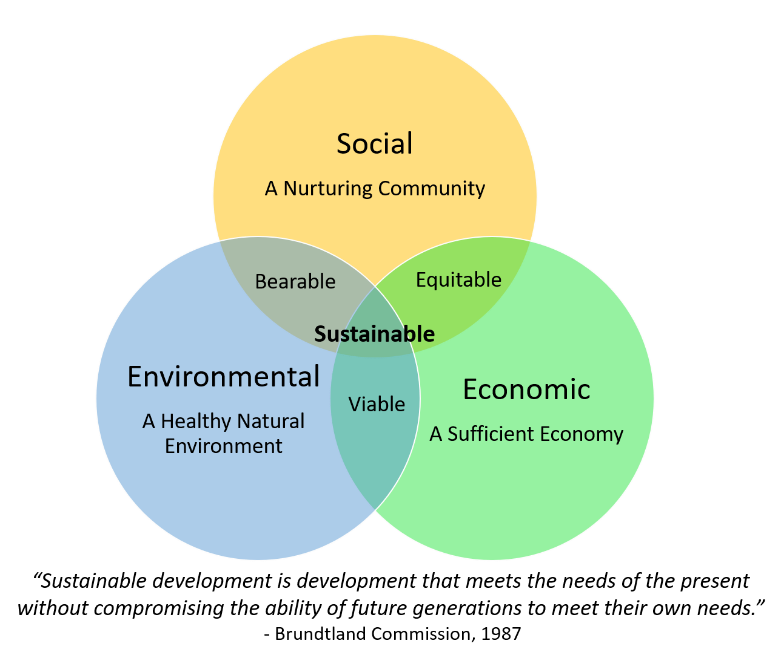 Social
A Nurturing Community
Bearable
Equitable
Sustainable
Environmental
A Healthy Natural
Environment
Viable
Economic
A Sufficient Economy
“Sustainable development is development that meets the needs of the present
without compromising the ability of future generations to meet their own needs.”
- Brundtland Commission, 1987